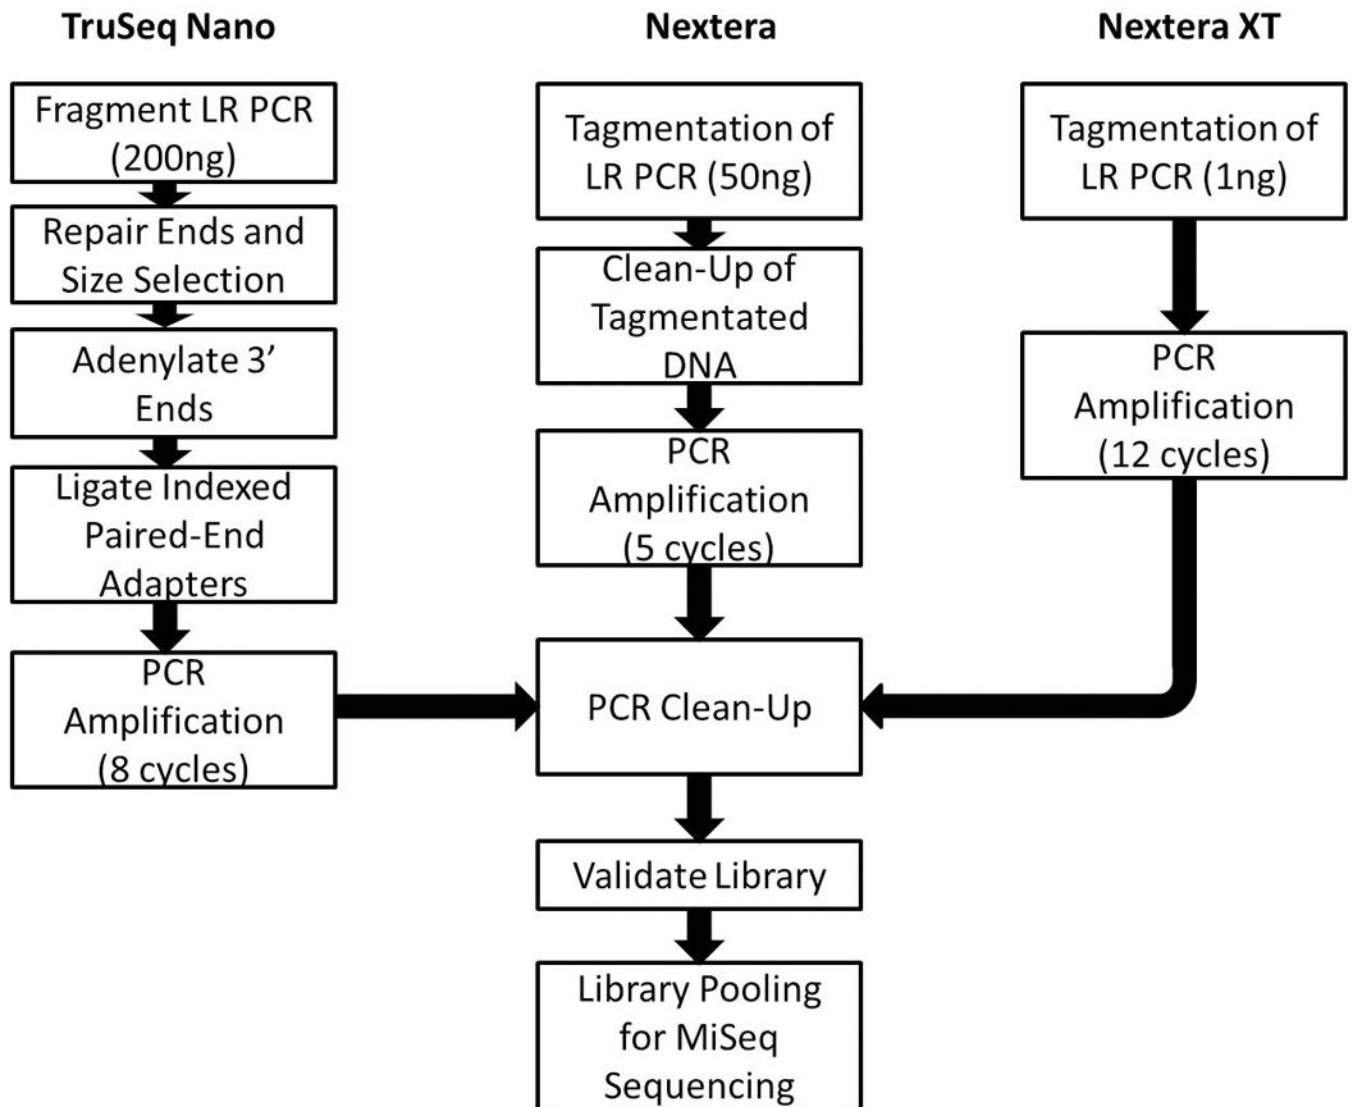 TruSeq Nano
Fragment LR PCR
(200ng)
Repair Ends and
Size Selection
Adenylate 3’
Ends
Ligate Indexed
Paired-End
Adapters
PCR
Amplification
(8 cycles)
Nextera
Tagmentation of
LR PCR (50ng)
Clean-Up of
Tagmentated
DNA
PCR
Amplification
(5 cycles)
PCR Clean-Up
Validate Library
Library Pooling
for MiSeq
Sequencing
Nextera XT
Tagmentation of
LR PCR (1ng)
PCR
Amplification
(12 cycles)